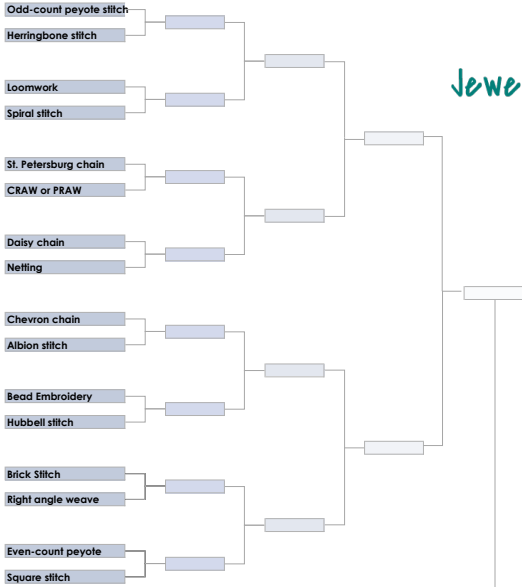 Odd-count peyote stitch
Herringbone stitch
Loomwork
Spiral stitch
St. Petersburg chain
CRAW or PRAW
Daisy chain
Netting
Chevron chain
Albion stitch
Bead Embroidery
Hubbell stitch
Brick Stitch
Right angle weave
Even-count peyote
Square stitch
Jewe